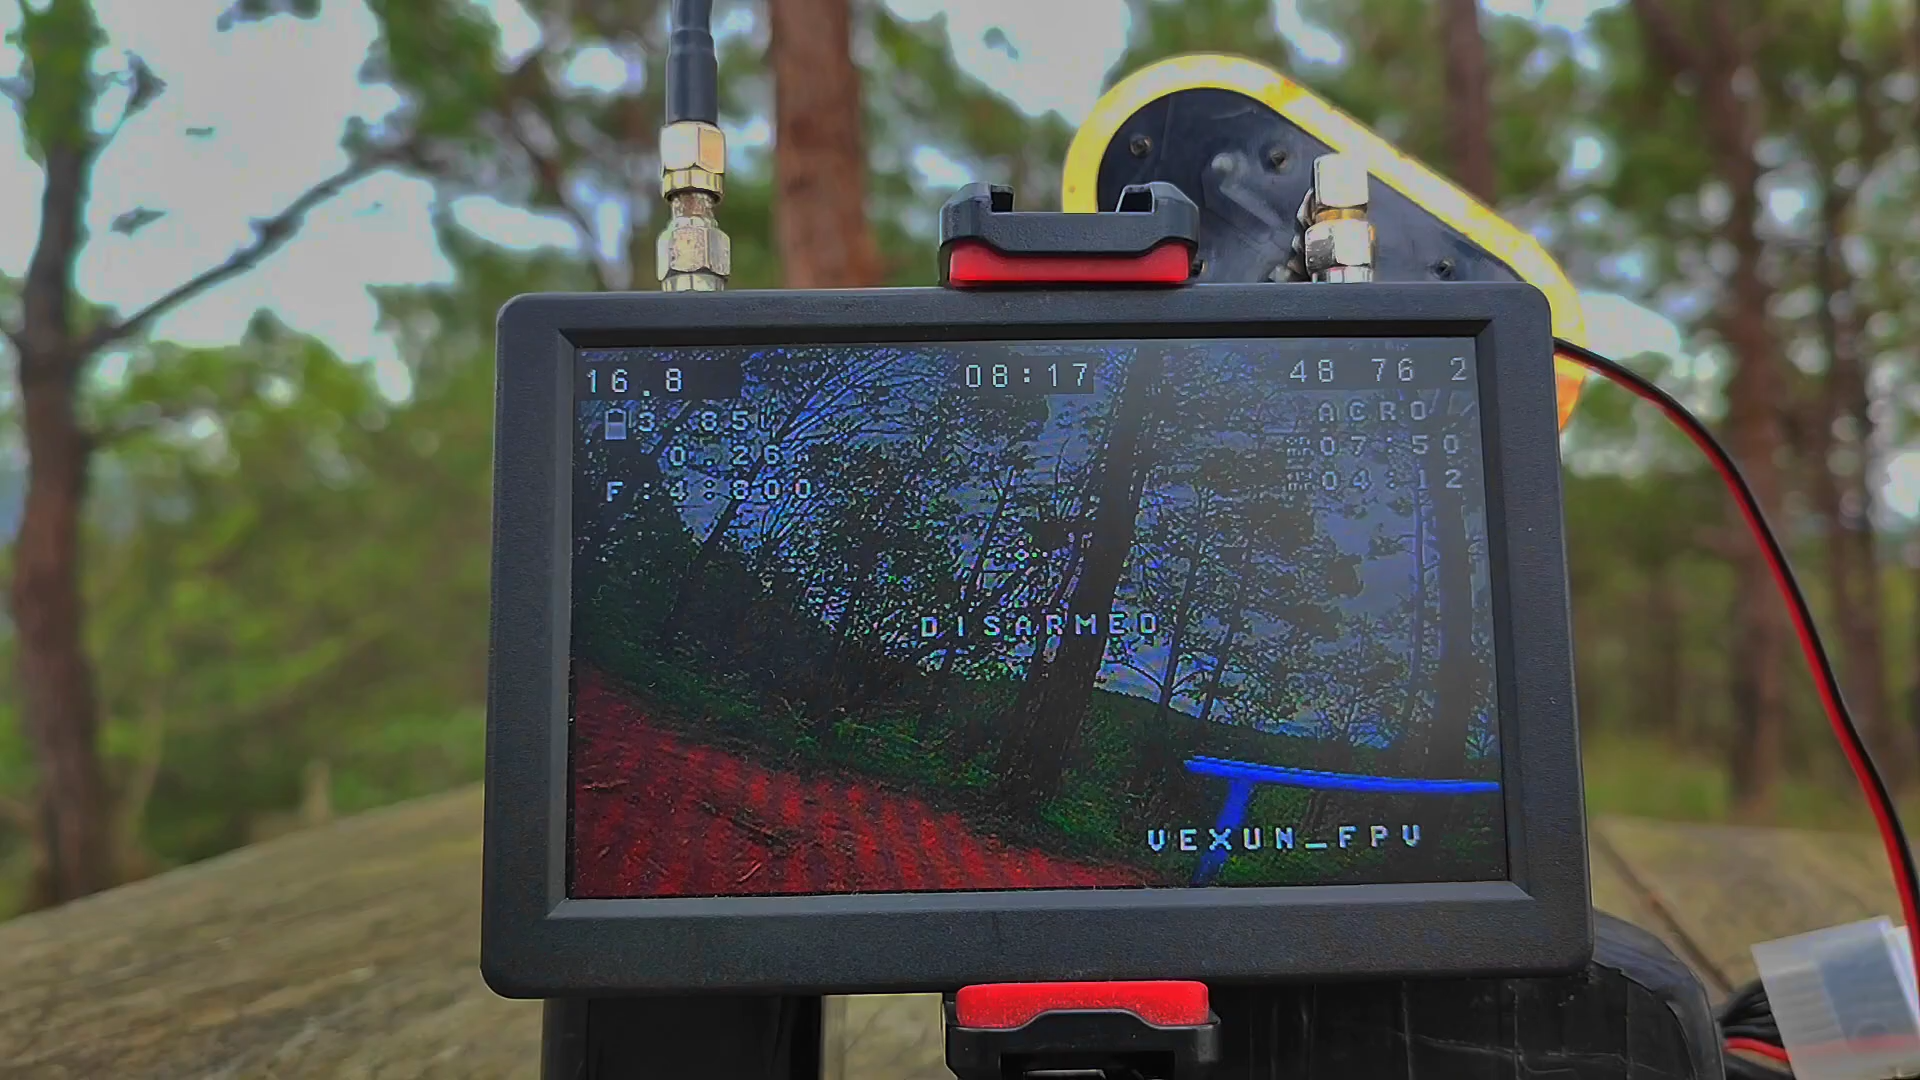 16.8 08:17 48 76 2
3.85 ACRO
0.26 07:50
F:4:800 04:12
DISARMED
VEXUN_FPV